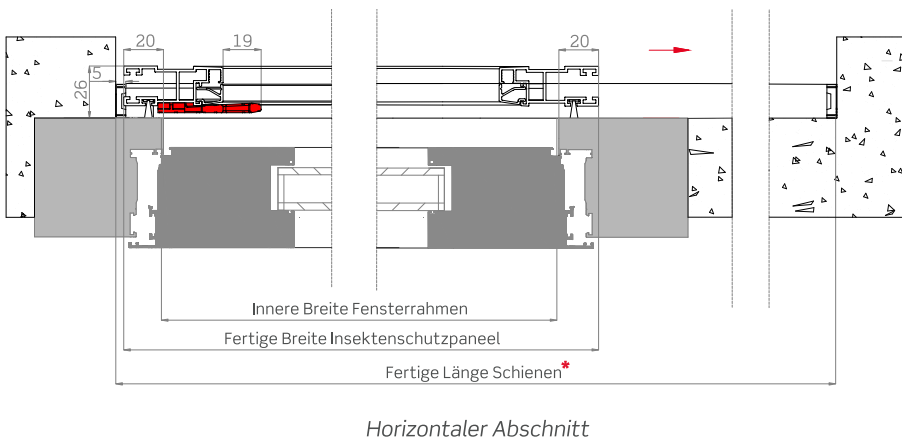 20
19
20
5
26
Innere Breite Fensterrahmen
Fertige Breite Insektenschutzpaneel
Fertige Länge Schienen*
Horizontaler Abschnitt